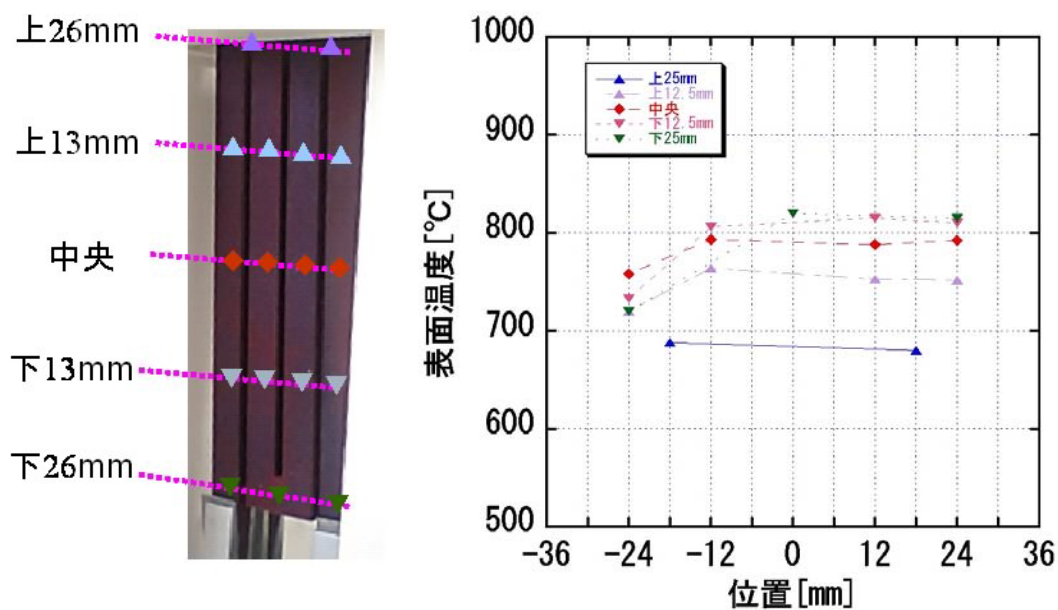 上26mm
上13mm
中央
下13mm
下26mm
表面温度[℃]
1000
900
800
700
600
500
上25mm
上12.5mm
中央
下12.5mm
下25mm
-36 -24 -12 0 12 24 36
位置[mm]